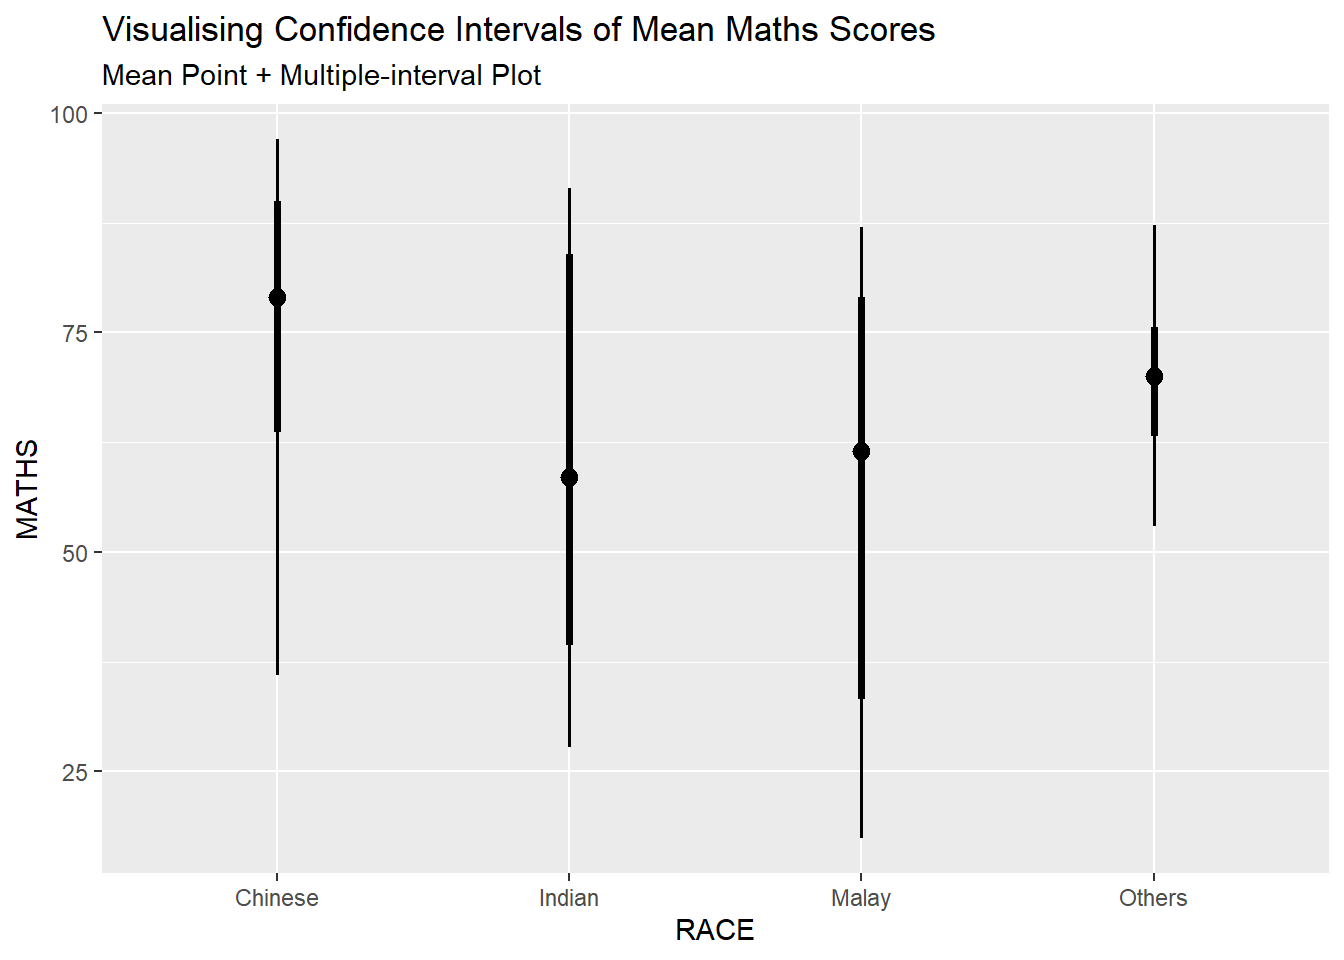 Visualising Confidence Intervals of Mean Maths Scores
Mean Point + Multiple-interval Plot
100
75
50
25
MATHS
Chinese Indian Malay Others
RACE